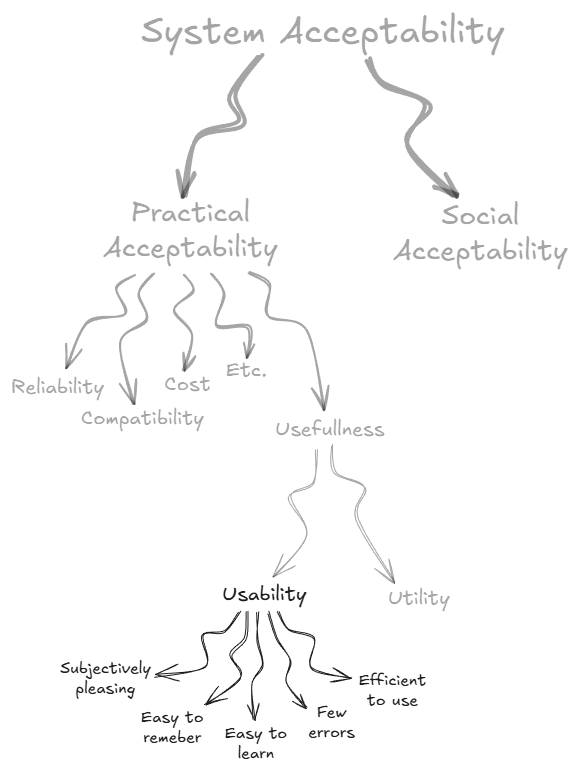 System Acceptability
Practical
Acceptability
Social
Acceptability
Reliability
Compatibility
Cost
Etc.
Usefullness
Usability
Utility
Subjectively
pleasing
Easy to
remeber
Easy to
learn
Few
errors
Efficient
to use